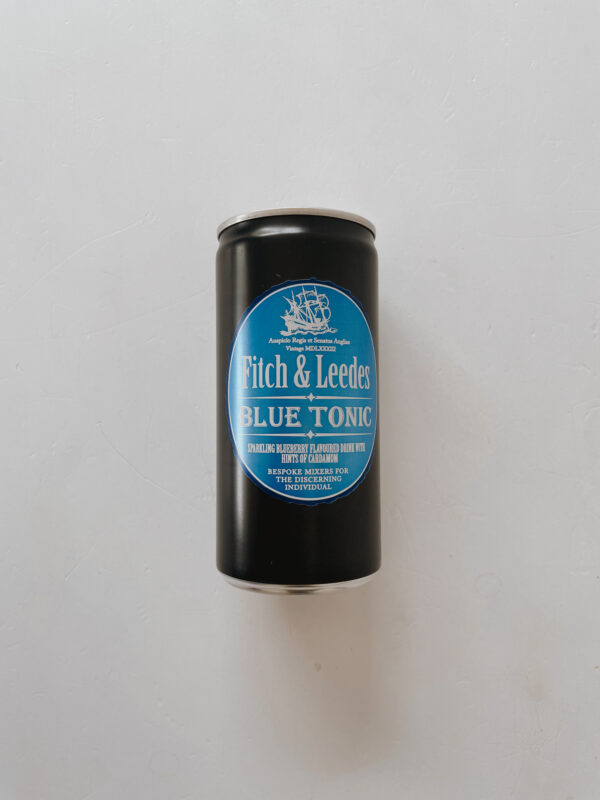 Auspicio Regis et Senatus Angliae
Vintage MDLXXXIII
Fitch & Leedes
BLUE TONIC
SPARKLING BLUEBERRY FLAVOURED DRINK WITH
HINTS OF CARDAMOM
BESPOKE MIXERS FOR
THE DISCERNING
INDIVIDUAL